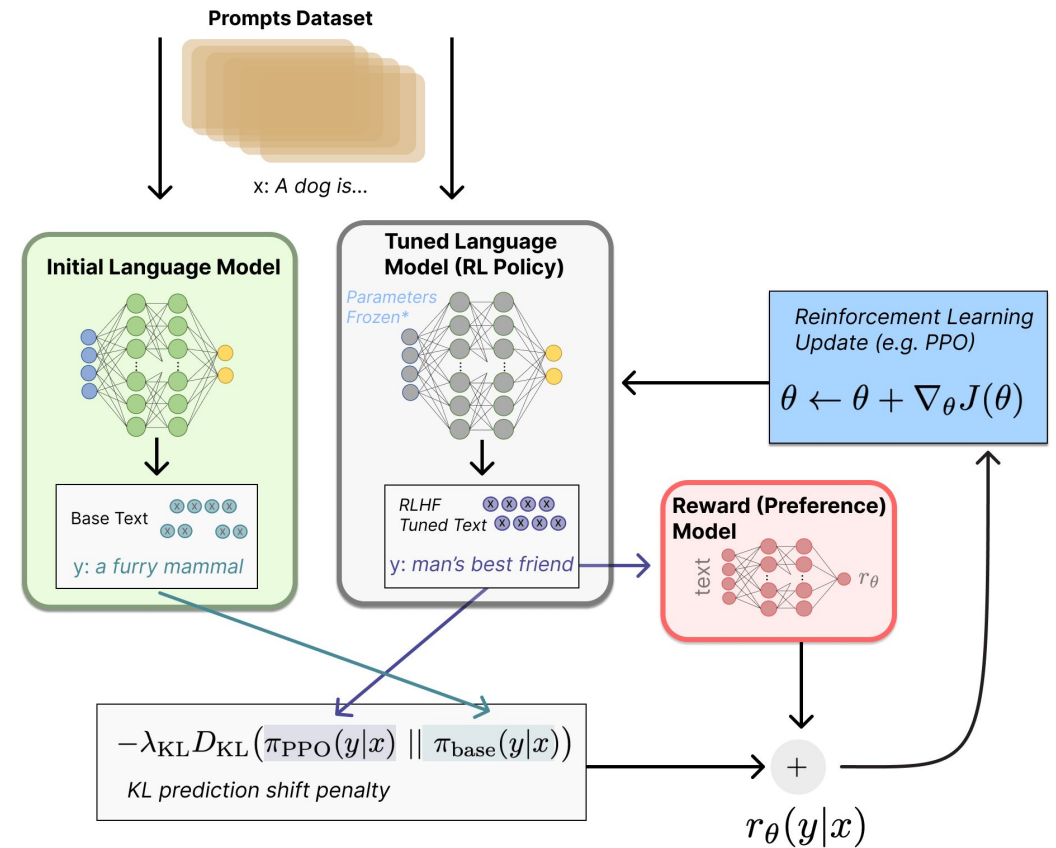 Prompts Dataset
x: A dog is...
Initial Language Model
Base Text
x x x x
x x x x
y: a furry mammal
Tuned Language
Model (RL Policy)
Parameters
Frozen*
RLHF
Tuned Text
x x x x
x x x x
y: man's best friend
Reinforcement Learning
Update (e.g. PPO)
θ ← θ + ∇θJ(θ)
Reward (Preference)
Model
text
rθ
−λKL DKL(πPPO(y|x) || πbase(y|x))
KL prediction shift penalty
+
rθ(y|x)